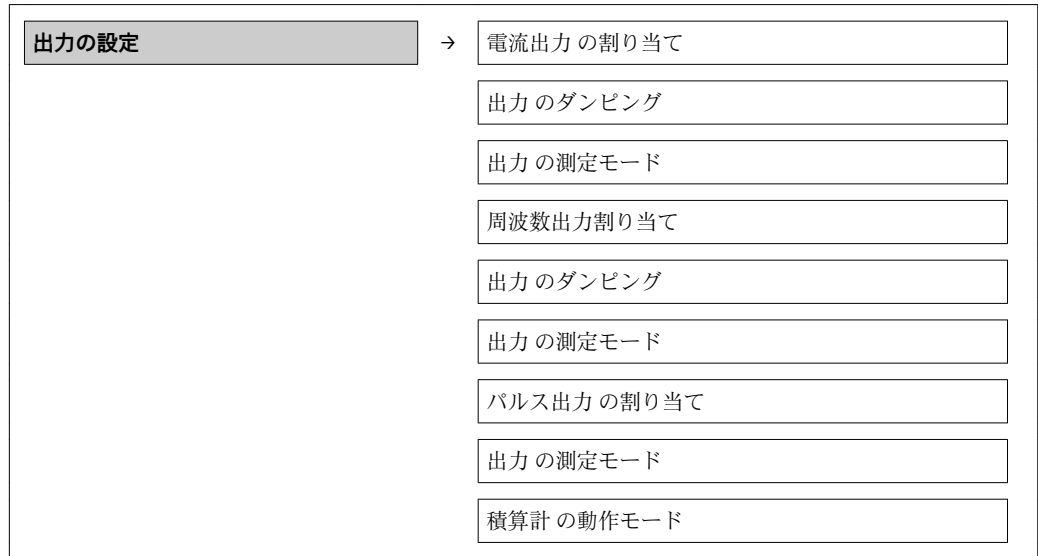 出力の設定 → 電流出力 の割り当て
出力 のダンピング
出力 の測定モード
周波数出力割り当て
出力 のダンピング
出力 の測定モード
パルス出力 の割り当て
出力 の測定モード
積算計 の動作モード